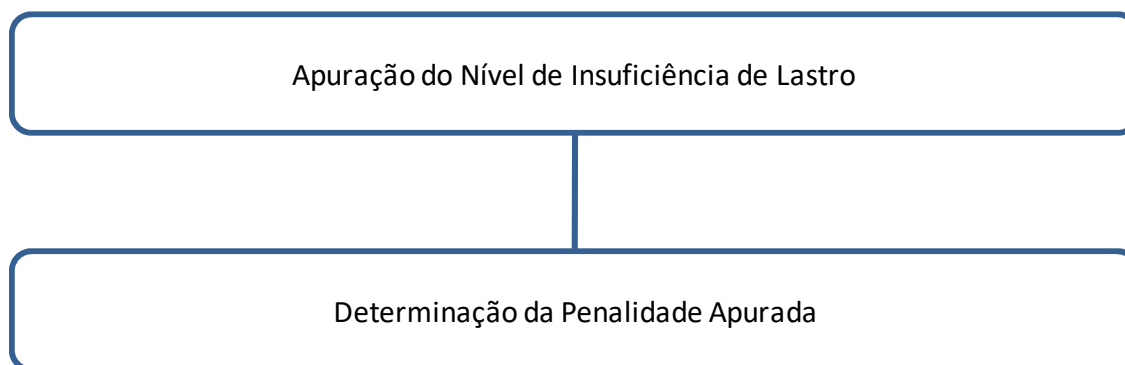 Apuração do Nível de Insuficiência de Lastro
Determinação da Penalidade Apurada